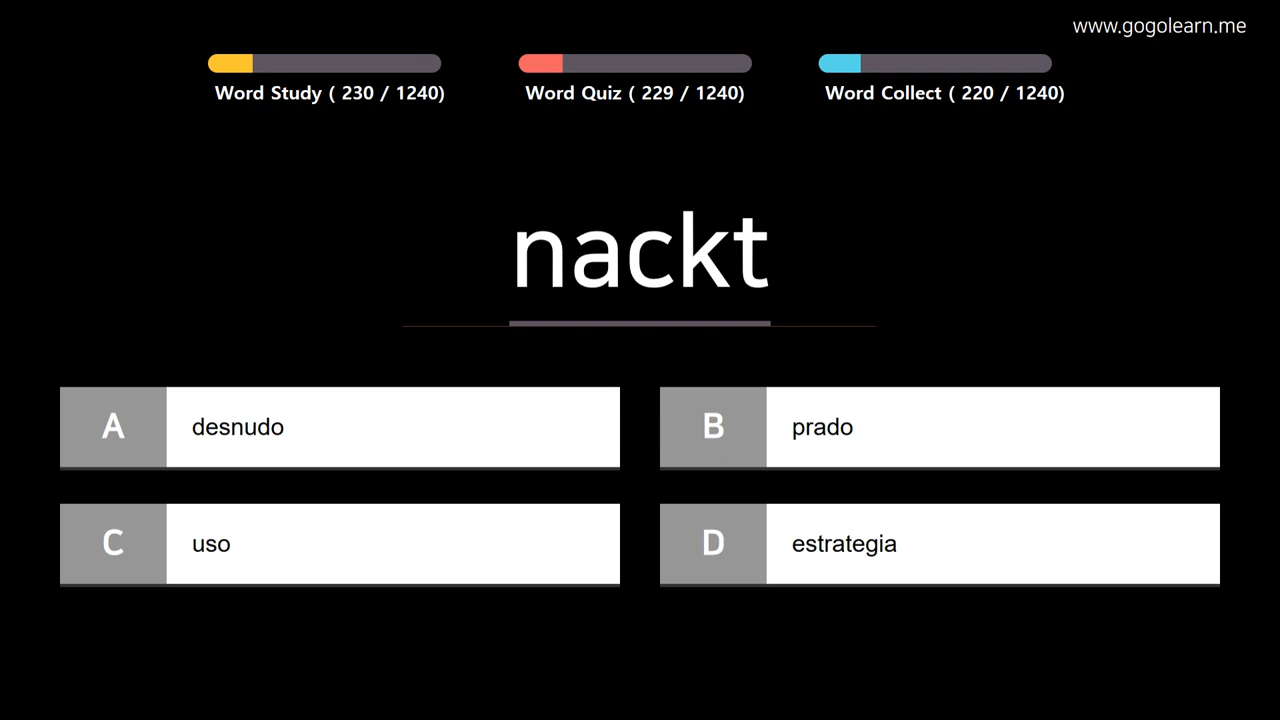 www.gogolearn.me
Word Study ( 230 / 1240)
Word Quiz ( 229 / 1240)
Word Collect ( 220 / 1240)
nackt
A desnudo
B prado
C uso
D estrategia